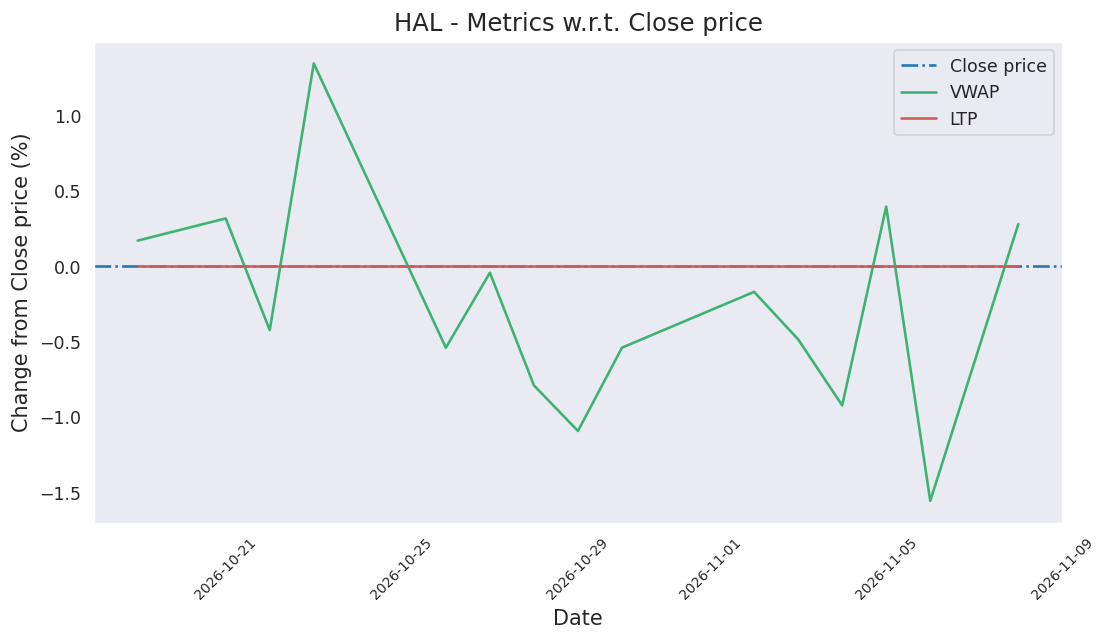 HAL - Metrics w.r.t. Close price
Close price
VWAP
LTP
Change from Close price (%)
1.0
0.5
0.0
−0.5
−1.0
−1.5
2026-10-21
2026-10-25
2026-10-29
2026-11-01
2026-11-05
2026-11-09
Date